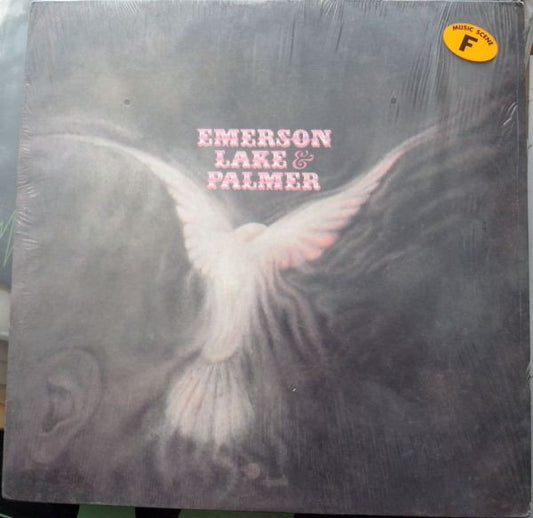 MUSIC SCENE
F
EMERSON
LAKE &
PALMER